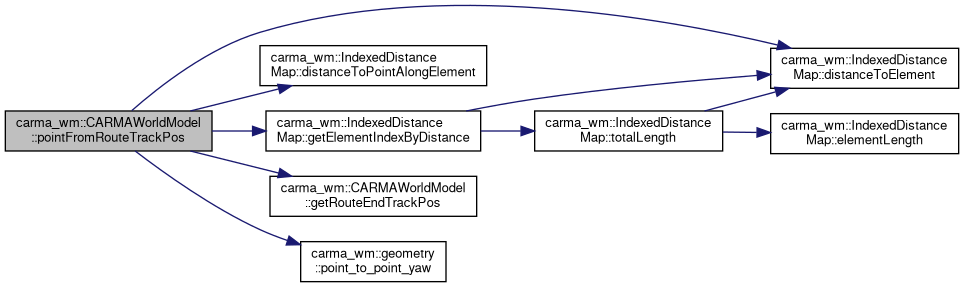 carma_wm::CARMAWorldModel
::pointFromRouteTrackPos
carma_wm::IndexedDistance
Map::distanceToPointAlongElement
carma_wm::IndexedDistance
Map::getElementIndexByDistance
carma_wm::CARMAWorldModel
::getRouteEndTrackPos
carma_wm::geometry
::point_to_point_yaw
carma_wm::IndexedDistance
Map::totalLength
carma_wm::IndexedDistance
Map::distanceToElement
carma_wm::IndexedDistance
Map::elementLength